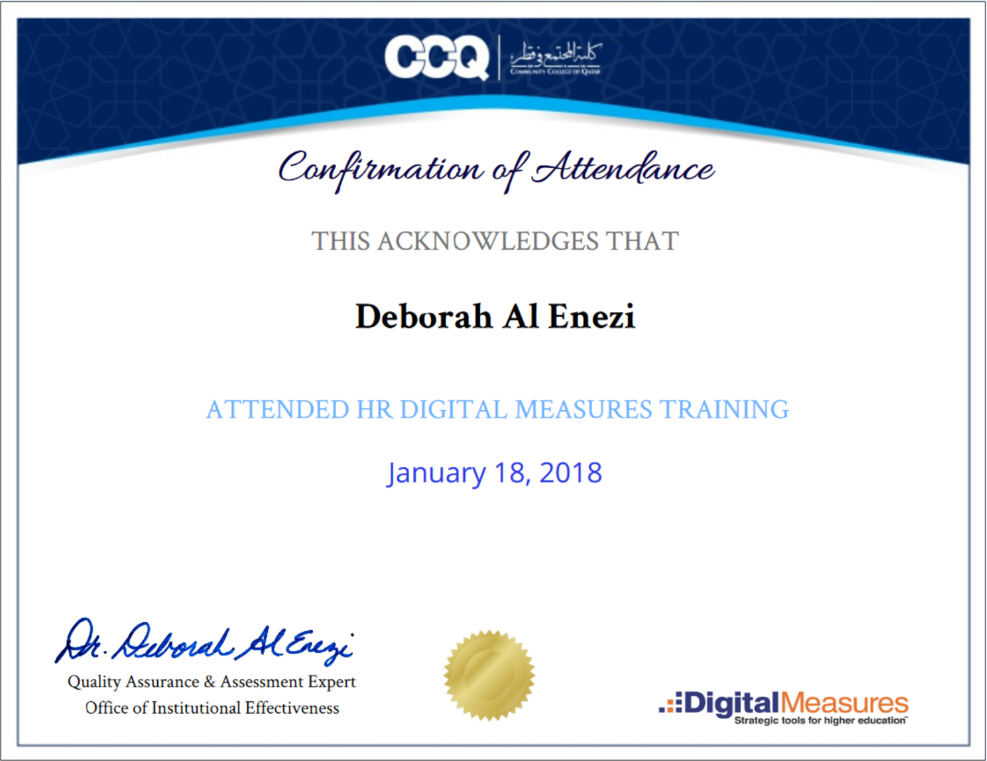 CCQ
كلية المجتمع في قطر
COMMUNITY COLLEGE OF QATAR
Confirmation of Attendance
THIS ACKNOWLEDGES THAT
Deborah Al Enezi
ATTENDED HR DIGITAL MEASURES TRAINING
January 18, 2018
Dr. Deborah Al Enezi
Quality Assurance & Assessment Expert
Office of Institutional Effectiveness
DigitalMeasures
Strategic tools for higher education™